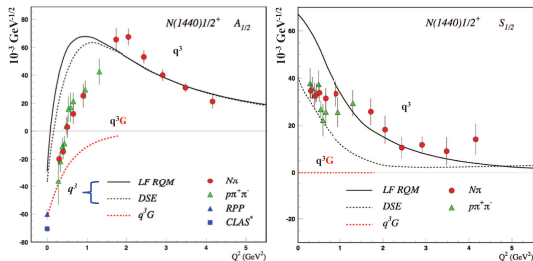 N(1440)1/2⁺ A₁/₂
10⁻³ GeV⁻¹/²
80
60
40
20
0
-20
-40
-60
-80
q³
q³G
q³
LF RQM
DSE
q³G
Nπ
pπ⁺π⁻
RPP
CLAS*
0 1 2 3 4 5
Q² (GeV²)
N(1440)1/2⁺ S₁/₂
10⁻³ GeV⁻¹/²
60
40
20
0
-20
q³
q³G
LF RQM
DSE
q³G
Nπ
pπ⁺π⁻
0 1 2 3 4 5
Q² (GeV²)